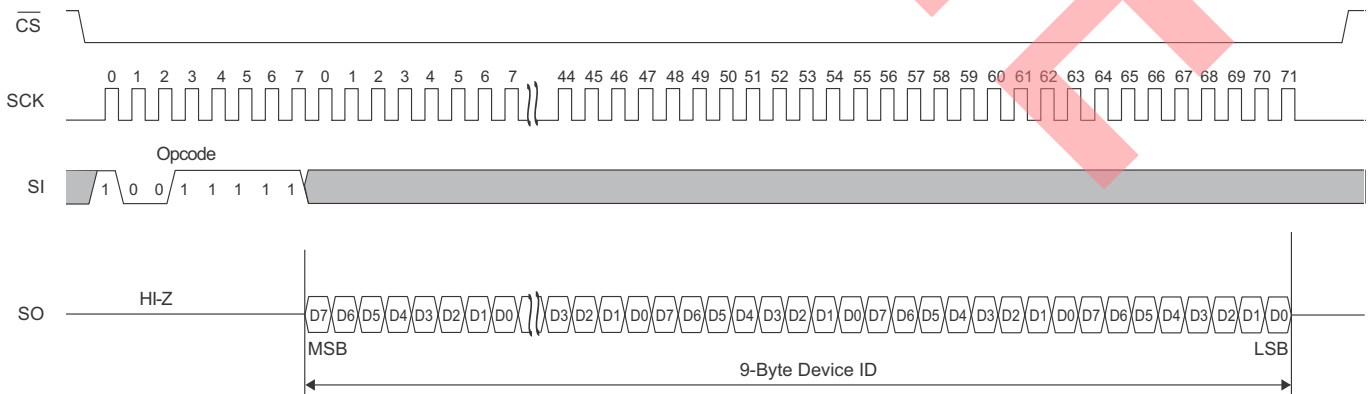 CS
0 1 2 3 4 5 6 7 0 1 2 3 4 5 6 7 44 45 46 47 48 49 50 51 52 53 54 55 56 57 58 59 60 61 62 63 64 65 66 67 68 69 70 71
SCK
Opcode
SI 1 0 0 1 1 1 1 1
HI-Z
SO D7 D6 D5 D4 D3 D2 D1 D0 D3 D2 D1 D0 D7 D6 D5 D4 D3 D2 D1 D0 D7 D6 D5 D4 D3 D2 D1 D0 D7 D6 D5 D4 D3 D2 D1 D0
MSB LSB
9-Byte Device ID